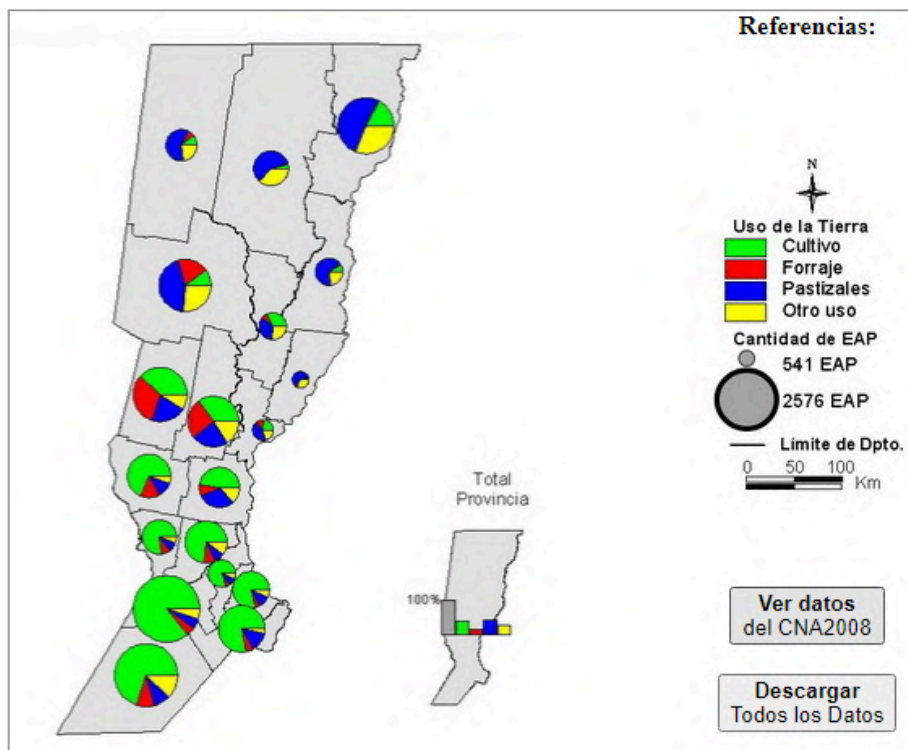 Referencias:
N
Uso de la Tierra
Cultivo
Forraje
Pastizales
Otro uso
Cantidad de EAP
541 EAP
2576 EAP
Límite de Dpto.
0 50 100
Km
Total
Provincia
100%
Ver datos
del CNA2008
Descargar
Todos los Datos